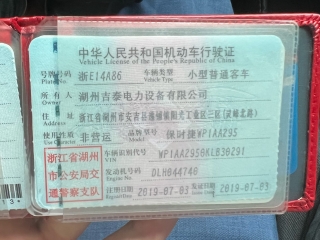 中华人民共和国机动车行驶证
Vehicle License of the People's Republic of China
号牌号码 浙E14A86 车辆类型 小型普通客车
Plate No. Vehicle Type
所有人 湖州吉泰电力设备有限公司
Owner
住址
Address
使用性质 非营运 品牌型号 保时捷WP1AA295
Use Character Model
浙江省湖州
市公安局交
通警察支队
车辆识别代号
VIN
发动机号码 DLH044740
Engine No.
注册日期 2019-07-03 发证日期 2019-07-03